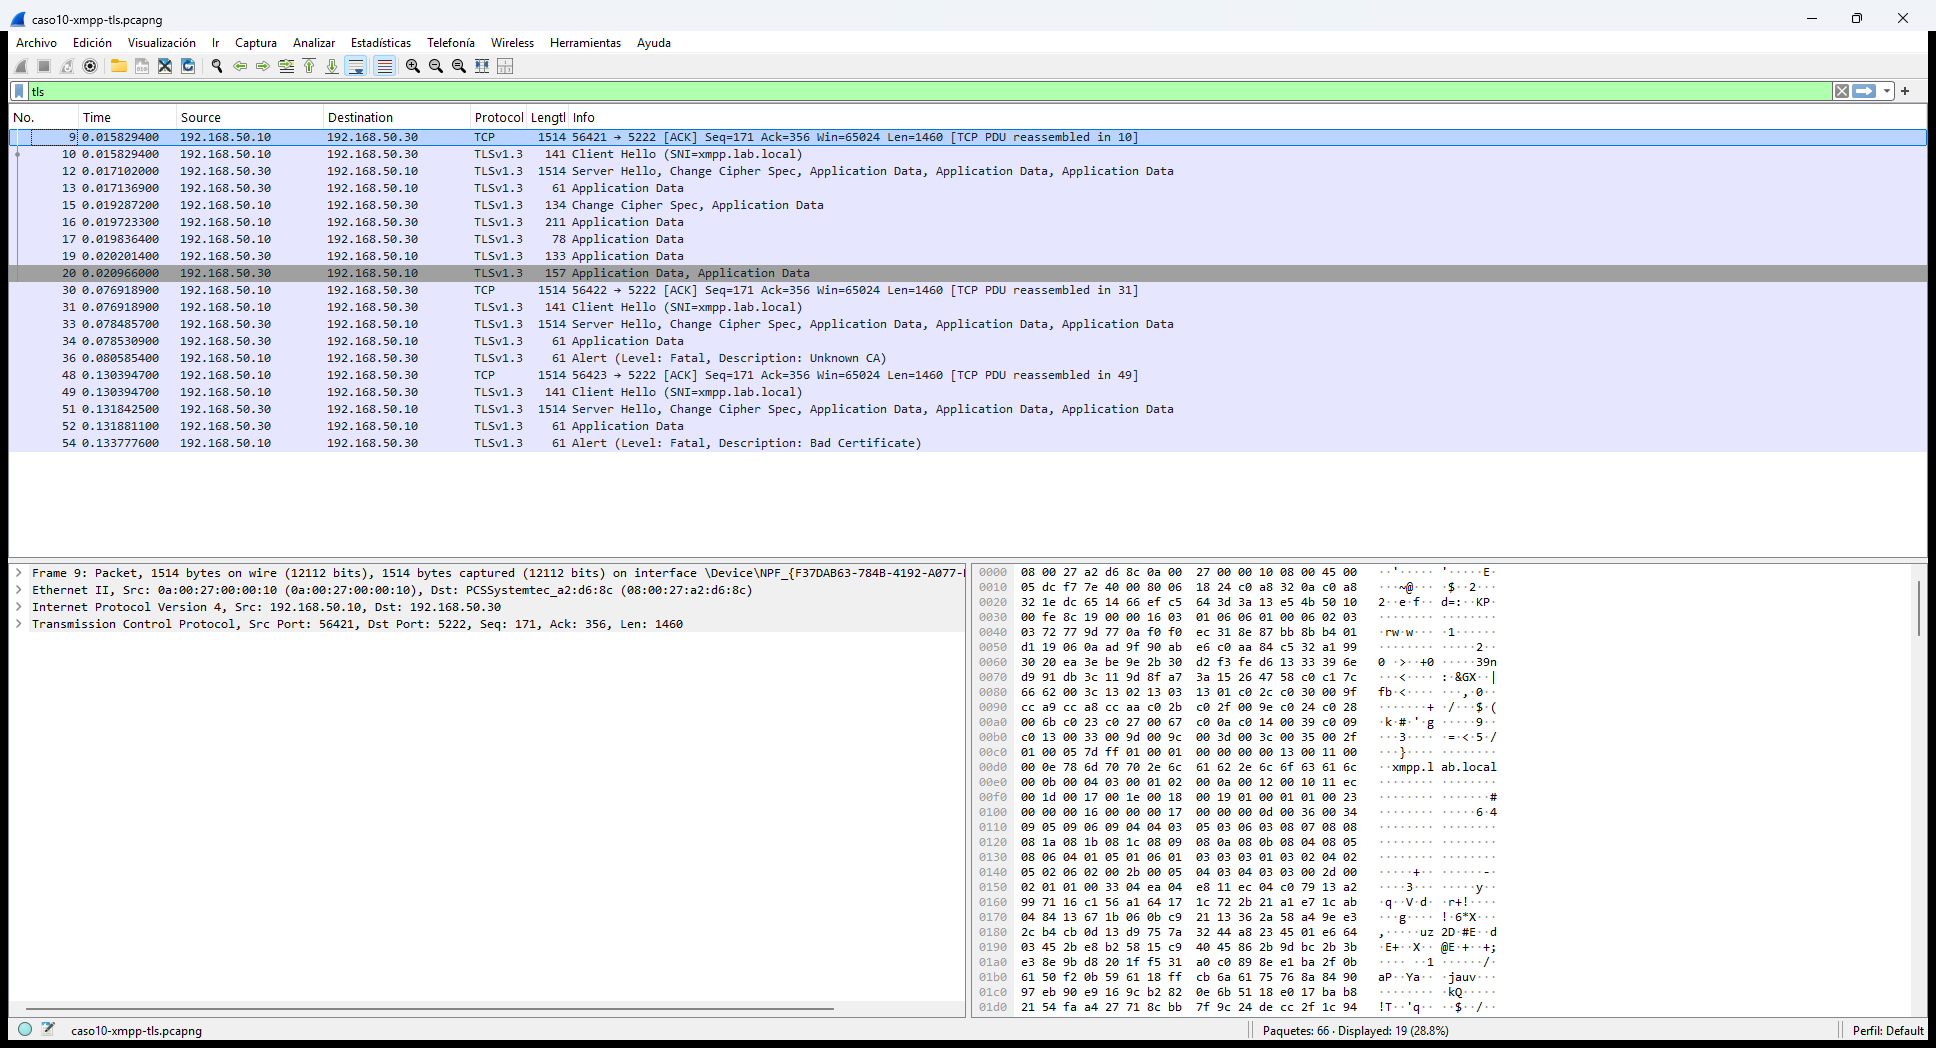 caso10-xmpp-tls.pcapng
Archivo Edición Visualización Ir Captura Analizar Estadísticas Telefonía Wireless Herramientas Ayuda
tls
No. Time Source Destination Protocol Lengtl Info
9 0.015829400 192.168.50.10 192.168.50.30 TCP 1514 56421 → 5222 [ACK] Seq=171 Ack=356 Win=65024 Len=1460 [TCP PDU reassembled in 10]
10 0.015829400 192.168.50.10 192.168.50.30 TLSv1.3 141 Client Hello (SNI=xmpp.lab.local)
12 0.017102000 192.168.50.30 192.168.50.10 TLSv1.3 1514 Server Hello, Change Cipher Spec, Application Data, Application Data, Application Data
13 0.017136900 192.168.50.30 192.168.50.10 TLSv1.3 61 Application Data
15 0.019287200 192.168.50.10 192.168.50.30 TLSv1.3 134 Change Cipher Spec, Application Data
16 0.019723300 192.168.50.10 192.168.50.30 TLSv1.3 211 Application Data
17 0.019836400 192.168.50.10 192.168.50.30 TLSv1.3 78 Application Data
19 0.020201400 192.168.50.30 192.168.50.10 TLSv1.3 133 Application Data
20 0.020966000 192.168.50.30 192.168.50.10 TLSv1.3 157 Application Data, Application Data
30 0.076918900 192.168.50.10 192.168.50.30 TCP 1514 56422 → 5222 [ACK] Seq=171 Ack=356 Win=65024 Len=1460 [TCP PDU reassembled in 31]
31 0.076918900 192.168.50.10 192.168.50.30 TLSv1.3 141 Client Hello (SNI=xmpp.lab.local)
33 0.078485700 192.168.50.30 192.168.50.10 TLSv1.3 1514 Server Hello, Change Cipher Spec, Application Data, Application Data, Application Data
34 0.078530900 192.168.50.30 192.168.50.10 TLSv1.3 61 Application Data
36 0.080585400 192.168.50.10 192.168.50.30 TLSv1.3 61 Alert (Level: Fatal, Description: Unknown CA)
48 0.130394700 192.168.50.10 192.168.50.30 TCP 1514 56423 → 5222 [ACK] Seq=171 Ack=356 Win=65024 Len=1460 [TCP PDU reassembled in 49]
49 0.130394700 192.168.50.10 192.168.50.30 TLSv1.3 141 Client Hello (SNI=xmpp.lab.local)
51 0.131842500 192.168.50.30 192.168.50.10 TLSv1.3 1514 Server Hello, Change Cipher Spec, Application Data, Application Data, Application Data
52 0.131881100 192.168.50.30 192.168.50.10 TLSv1.3 61 Application Data
54 0.133777600 192.168.50.10 192.168.50.30 TLSv1.3 61 Alert (Level: Fatal, Description: Bad Certificate)
Frame 9: Packet, 1514 bytes on wire (12112 bits), 1514 bytes captured (12112 bits) on interface \Device\NPF_{F37DAB63-784B-4192-A077-
Ethernet II, Src: 0a:00:27:00:00:10 (0a:00:27:00:00:10), Dst: PCSSystemtec_a2:d6:8c (08:00:27:a2:d6:8c)
Internet Protocol Version 4, Src: 192.168.50.10, Dst: 192.168.50.30
Transmission Control Protocol, Src Port: 56421, Dst Port: 5222, Seq: 171, Ack: 356, Len: 1460
0000 08 00 27 a2 d6 8c 0a 00 27 00 00 10 08 00 45 00 ··'····· '·····E·
0010 05 dc f7 7e 40 00 80 06 18 24 c0 a8 32 0a c0 a8 ···~@··· ·$··2···
0020 32 1e dc 65 14 66 ef c5 64 3d 3a 13 e5 4b 50 10 2··e·f·· d=:··KP·
0030 00 fe 8c 19 00 00 16 03 01 06 06 01 00 06 02 03 ········ ········
0040 03 72 77 9d 77 0a f0 f0 ec 31 8e 87 bb 8b b4 01 ·rw·w··· ·1······
0050 d1 19 06 0a ad 9f 90 ab e6 c0 aa 84 c5 32 a1 99 ········ ·····2··
0060 30 20 ea 3e be 9e 2b 30 d2 f3 fe d6 13 33 39 6e 0 ·>··+0 ·····39n
0070 d9 91 db 3c 11 9d 8f a7 3a 15 26 47 58 c0 c1 7c ···<···· :·&GX··|
0080 66 62 00 3c 13 02 13 03 13 01 c0 2c c0 30 00 9f fb·<···· ···,·0··
0090 cc a9 cc a8 cc aa c0 2b c0 2f 00 9e c0 24 c0 28 ·······+ ·/···$·(
00a0 00 6b c0 23 c0 27 00 67 c0 0a c0 14 00 39 c0 09 ·k·#·'·g ·····9··
00b0 c0 13 00 33 00 9d 00 9c 00 3d 00 3c 00 35 00 2f ···3···· ·=·<·5·/
00c0 01 00 05 7d ff 01 00 01 00 00 00 00 13 00 11 00 ···}···· ········
00d0 00 0e 78 6d 70 70 2e 6c 61 62 2e 6c 6f 63 61 6c ··xmpp.l ab.local
00e0 00 0b 00 04 03 00 01 02 00 0a 00 12 00 10 11 ec ········ ········
00f0 00 1d 00 17 00 1e 00 18 00 19 01 00 01 01 00 23 ········ ·······#
0100 00 00 00 16 00 00 00 17 00 00 00 0d 00 36 00 34 ········ ·····6·4
0110 09 05 09 06 09 04 04 03 05 03 06 03 08 07 08 08 ········ ········
0120 08 1a 08 1b 08 1c 08 09 08 0a 08 0b 08 04 08 05 ········ ········
0130 08 06 04 01 05 01 06 01 03 03 03 01 03 02 04 02 ········ ········
0140 05 02 06 02 00 2b 00 05 04 03 04 03 03 00 2d 00 ·····+·· ······-·
0150 02 01 01 00 33 04 ea 04 e8 11 ec 04 c0 79 13 a2 ····3··· ·····y··
0160 99 71 16 c1 56 a1 64 17 1c 72 2b 21 a1 e7 1c ab ·q··V·d· ·r+!····
0170 04 84 13 67 1b 06 0b c9 21 13 36 2a 58 a4 9e e3 ···g···· !·6*X···
0180 2c b4 cb 0d 13 d9 75 7a 32 44 a8 23 45 01 e6 64 ,·····uz 2D·#E··d
0190 03 45 2b e8 b2 58 15 c9 40 45 86 2b 9d bc 2b 3b ·E+··X·· @E·+··+;
01a0 e3 8e 9b d8 20 1f f5 31 a0 c0 89 8e e1 ba 2f 0b ···· ··1 ······/·
01b0 61 50 f2 0b 59 61 18 ff cb 6a 61 75 76 8a 84 90 aP··Ya·· ·jauv···
01c0 97 eb 90 e9 16 9c b2 82 0e 6b 51 18 e0 17 ba b8 ········ ·kQ·····
01d0 21 54 fa a4 27 71 8c bb 7f 9c 24 de cc 2f 1c 94 !T··'q·· ··$··/··
caso10-xmpp-tls.pcapng
Paquetes: 66 · Displayed: 19 (28.8%)
Perfil: Default